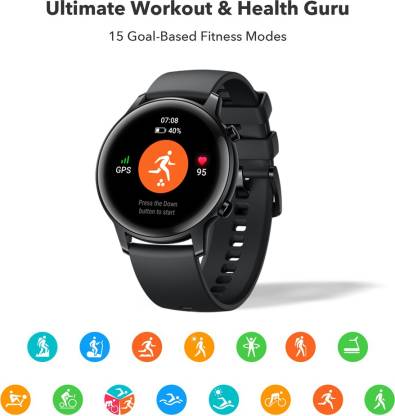 Ultimate Workout & Health Guru
15 Goal-Based Fitness Modes
07:08
40%
GPS
95
Press the Down
button to start